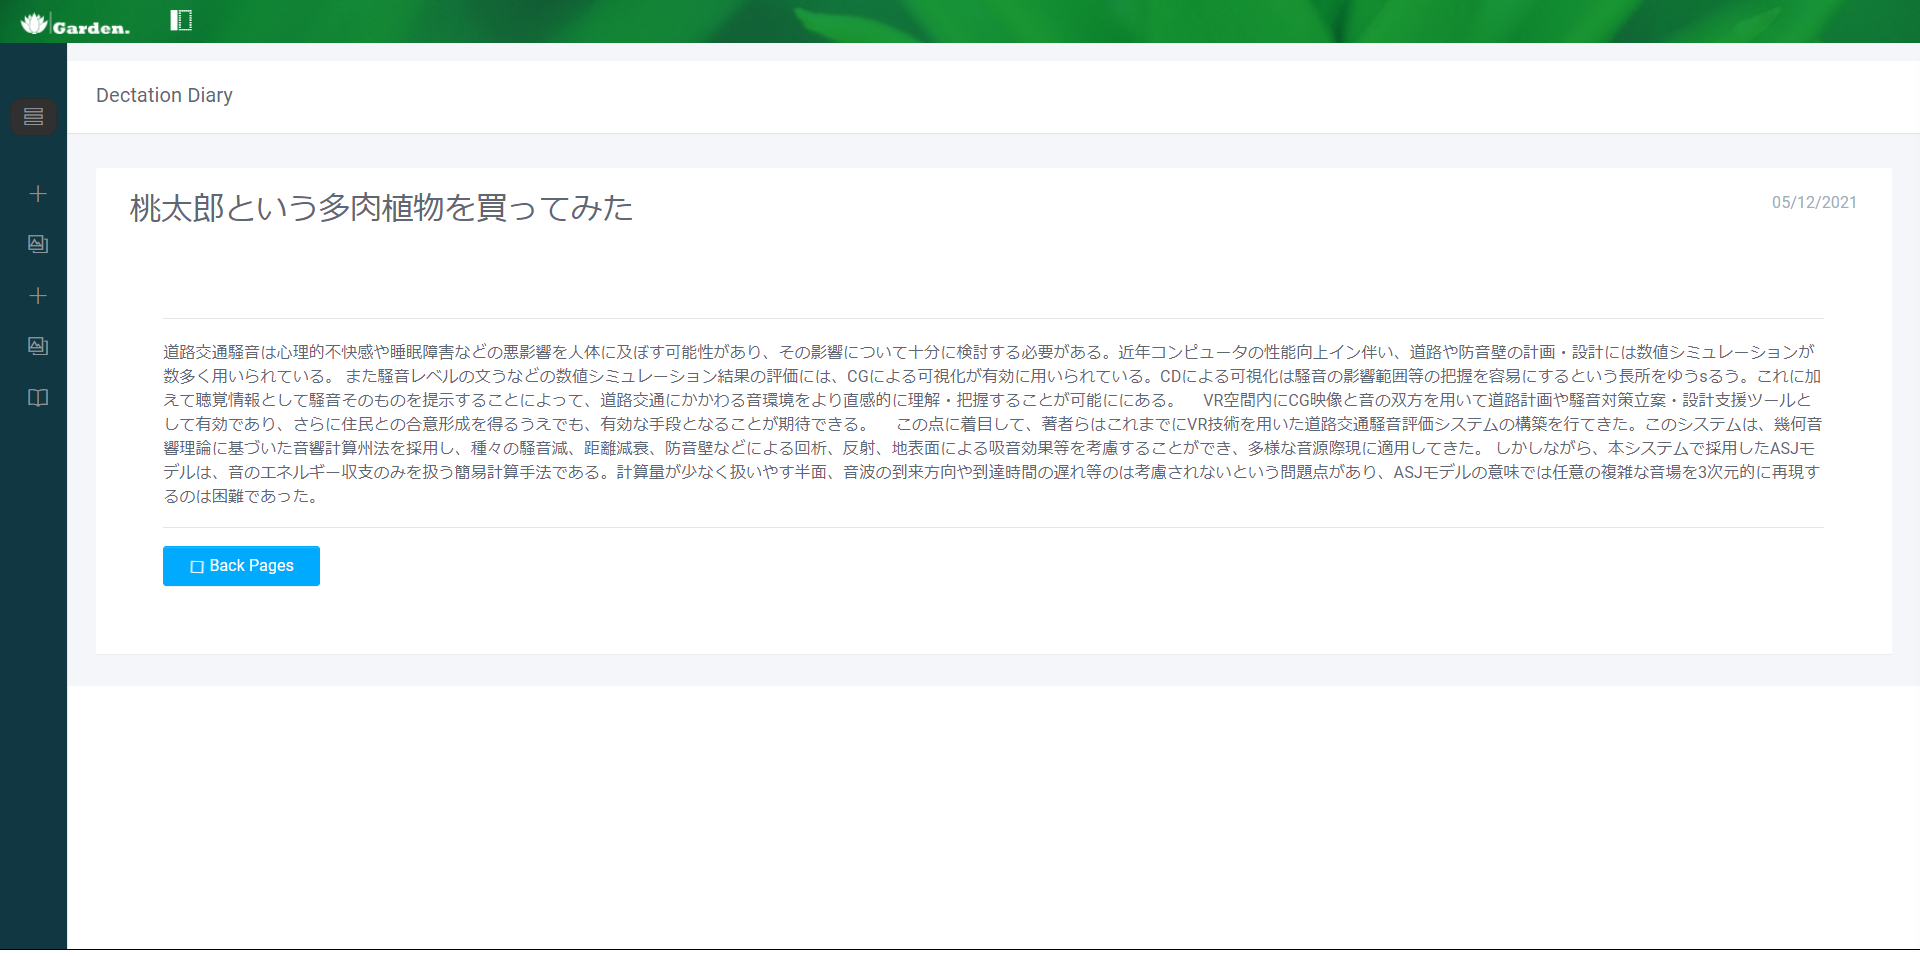 Garden.
Dectation Diary
桃太郎という多肉植物を買ってみた
05/12/2021
道路交通騒音は心理的不快感や睡眠障害などの悪影響を人体に及ぼす可能性があり、その影響について十分に検討する必要がある。近年コンピュータの性能向上イン伴い、道路や防音壁の計画・設計には数値シミュレーションが
数多く用いられている。 また騒音レベルの文うなどの数値シミュレーション結果の評価には、CGによる可視化が有効に用いられている。CDによる可視化は騒音の影響範囲等の把握を容易にするという長所をゆうsるう。これに加
えて聴覚情報として騒音そのものを提示することによって、道路交通にかかわる音環境をより直感的に理解・把握することが可能ににある。　 VR空間内にCG映像と音の双方を用いて道路計画や騒音対策立案・設計支援ツールと
して有効であり、さらに住民との合意形成を得るうえでも、有効な手段となることが期待できる。　 この点に着目して、著者らはこれまでにVR技術を用いた道路交通騒音評価システムの構築を行てきた。このシステムは、幾何音
響理論に基づいた音響計算州法を採用し、種々の騒音減、距離減衰、防音壁などによる回析、反射、地表面による吸音効果等を考慮することができ、多様な音源際現に適用してきた。 しかしながら、本システムで採用したASJモ
デルは、音のエネルギー収支のみを扱う簡易計算手法である。計算量が少なく扱いやす半面、音波の到来方向や到達時間の遅れ等のは考慮されないという問題点があり、ASJモデルの意味では任意の複雑な音場を3次元的に再現す
るのは困難であった。
Back Pages